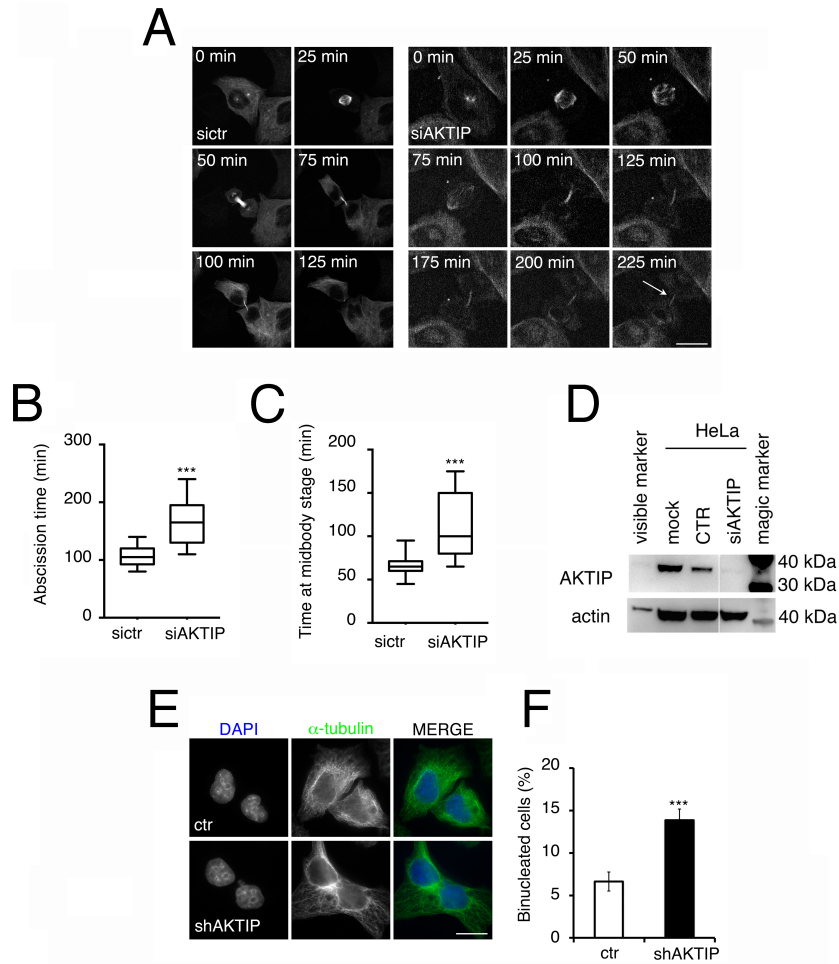 A
0 min 25 min 0 min 25 min 50 min
sictr siAKTIP
50 min 75 min 75 min 100 min 125 min
100 min 125 min 175 min 200 min 225 min
B
Abscission time (min)
300
200
100
0
***
sictr siAKTIP
C
Time at midbody stage (min)
200
150
100
50
0
***
sictr siAKTIP
D
HeLa
visible marker
mock
CTR
siAKTIP
magic marker
AKTIP
40 kDa
30 kDa
actin
40 kDa
E
DAPI α-tubulin MERGE
ctr
shAKTIP
F
Binucleated cells (%)
20
15
10
5
0
***
ctr shAKTIP